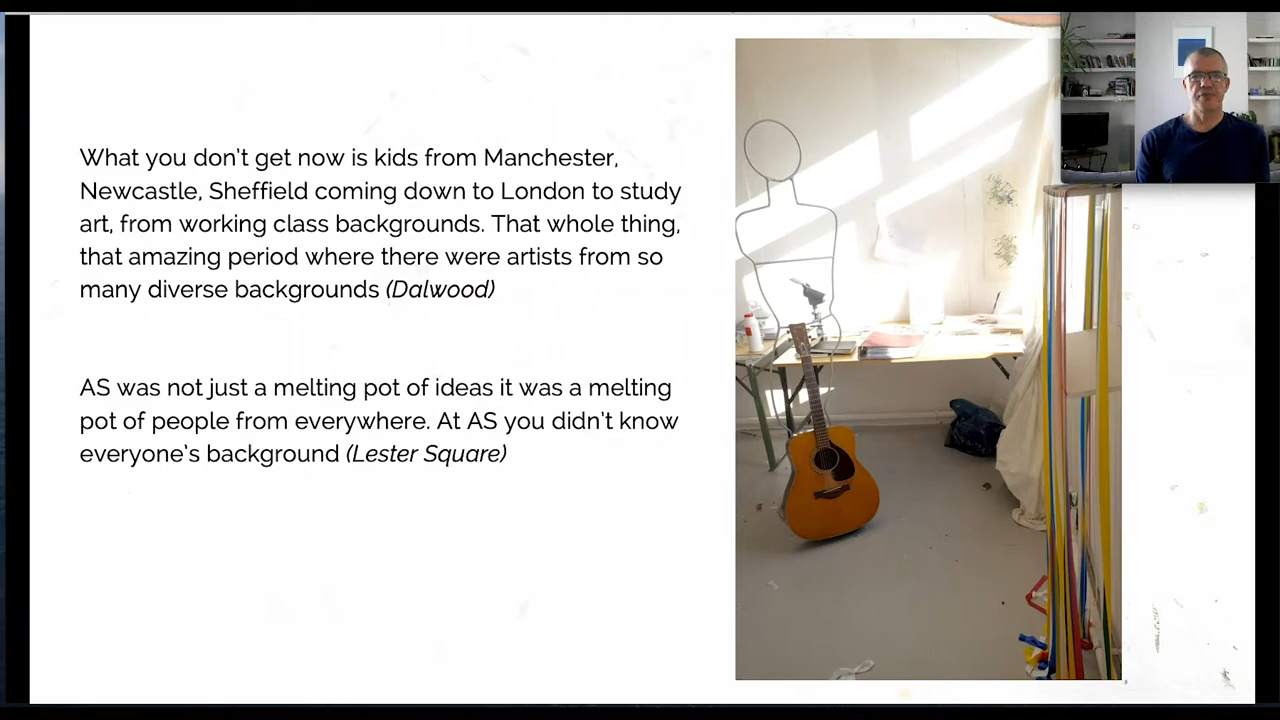 What you don't get now is kids from Manchester,
Newcastle, Sheffield coming down to London to study
art, from working class backgrounds. That whole thing,
that amazing period where there were artists from so
many diverse backgrounds (Dalwood)
AS was not just a melting pot of ideas it was a melting
pot of people from everywhere. At AS you didn't know
everyone's background (Lester Square)